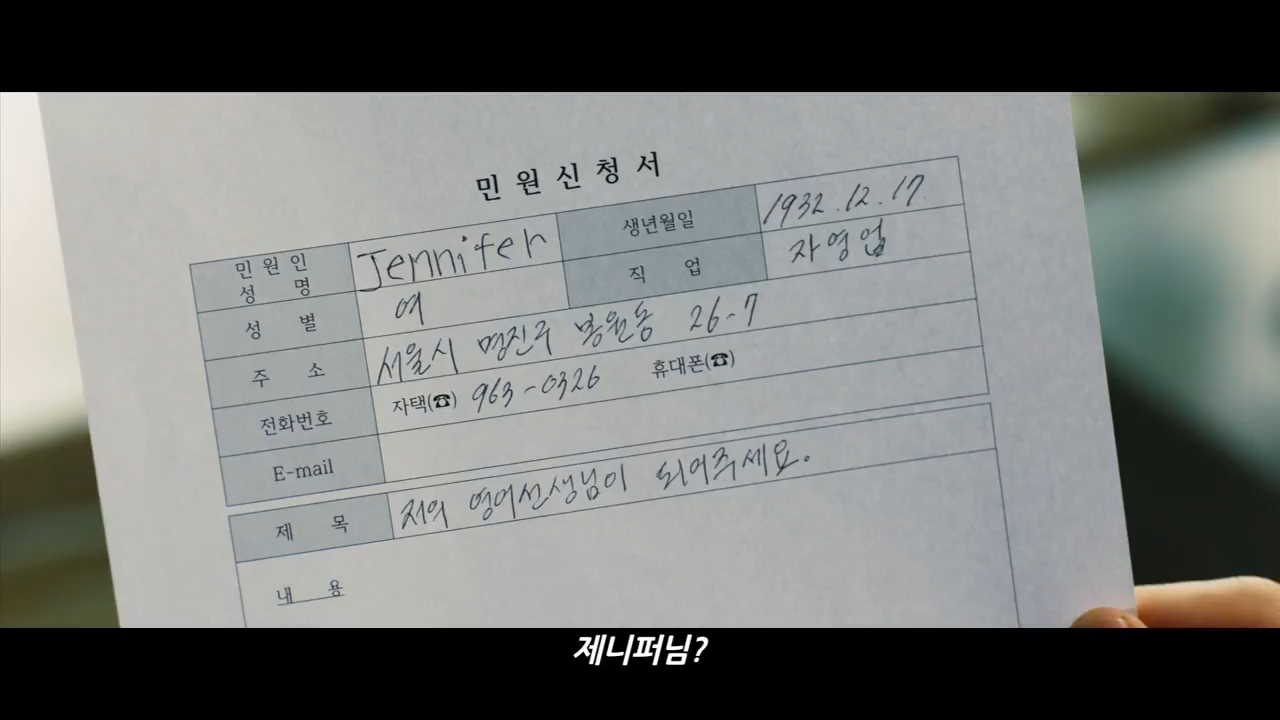 민원신청서
민원인 성명 Jennifer 생년월일 1932.12.17.
성별 여 직업 자영업
주소 서울시 명진구 봉원동 26-7
전화번호 자택(☎) 963-0326 휴대폰(☎)
E-mail
제목 저의 영어선생님이 되어주세요.
내용
제니퍼님?